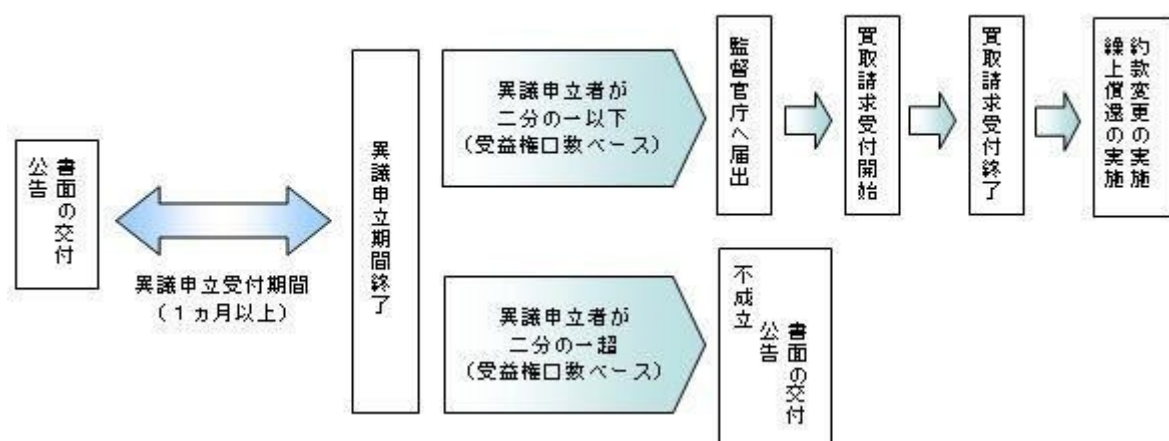 書面の交付
公告
異議申立受付期間
（１ヵ月以上）
異議申立期間終了
異議申立者が
二分の一以下
（受益権口数ベース）
監督官庁へ届出
買取請求受付開始
買取請求受付終了
約款変更の実施
繰上償還の実施
異議申立者が
二分の一超
（受益権口数ベース）
不成立
書面の交付
公告